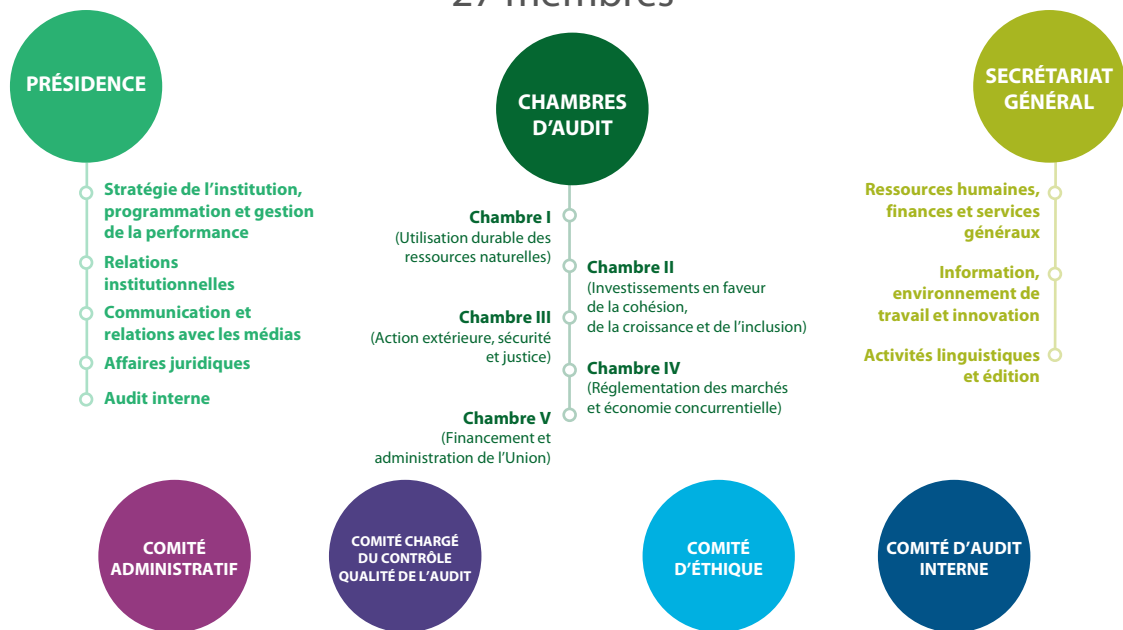 27 membres
PRÉSIDENCE
Stratégie de l’institution,
programmation et gestion
de la performance
Relations
institutionnelles
Communication et
relations avec les médias
Affaires juridiques
Audit interne
CHAMBRES
D’AUDIT
Chambre I
(Utilisation durable des
ressources naturelles)
Chambre II
(Investissements en faveur
de la cohésion,
de la croissance et de l’inclusion)
Chambre III
(Action extérieure, sécurité
et justice)
Chambre IV
(Réglementation des marchés
et économie concurrentielle)
Chambre V
(Financement et
administration de l’Union)
SECRÉTARIAT
GÉNÉRAL
Ressources humaines,
finances et services
généraux
Information,
environnement de
travail et innovation
Activités linguistiques
et édition
COMITÉ
ADMINISTRATIF
COMITÉ CHARGÉ
DU CONTRÔLE
QUALITÉ DE L’AUDIT
COMITÉ
D’ÉTHIQUE
COMITÉ D’AUDIT
INTERNE